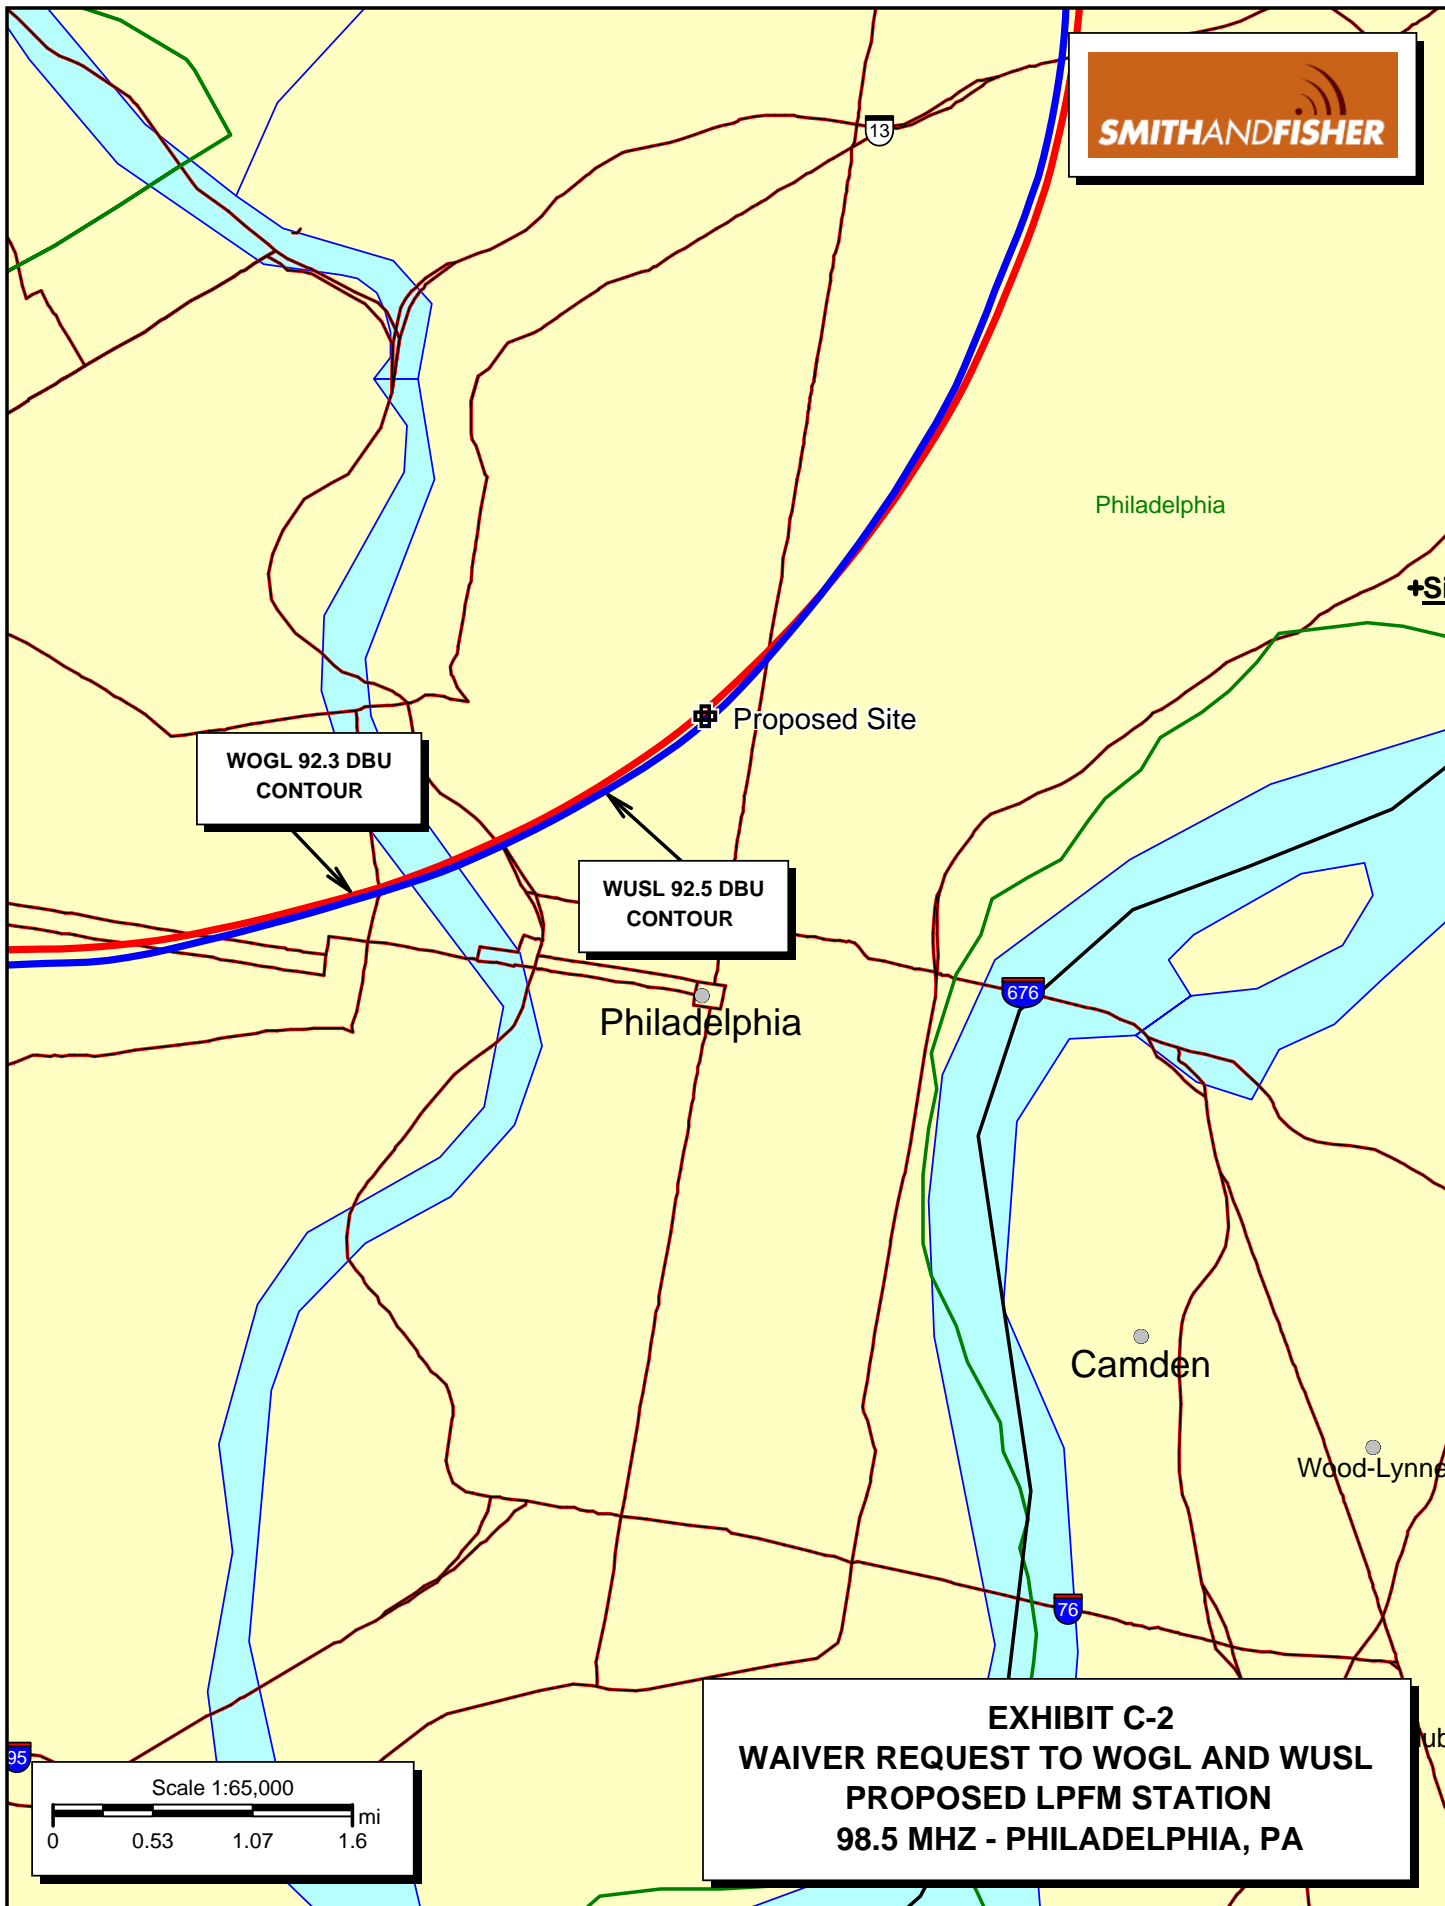 13
SMITHANDFISHER
Philadelphia
Proposed Site
WOGL 92.3 DBU
CONTOUR
WUSL 92.5 DBU
CONTOUR
676
Philadelphia
Camden
Wood-Lynne
76
95
EXHIBIT C-2
WAIVER REQUEST TO WOGL AND WUSL
PROPOSED LPFM STATION
98.5 MHZ - PHILADELPHIA, PA
Scale 1:65,000
mi
0 0.53 1.07 1.6